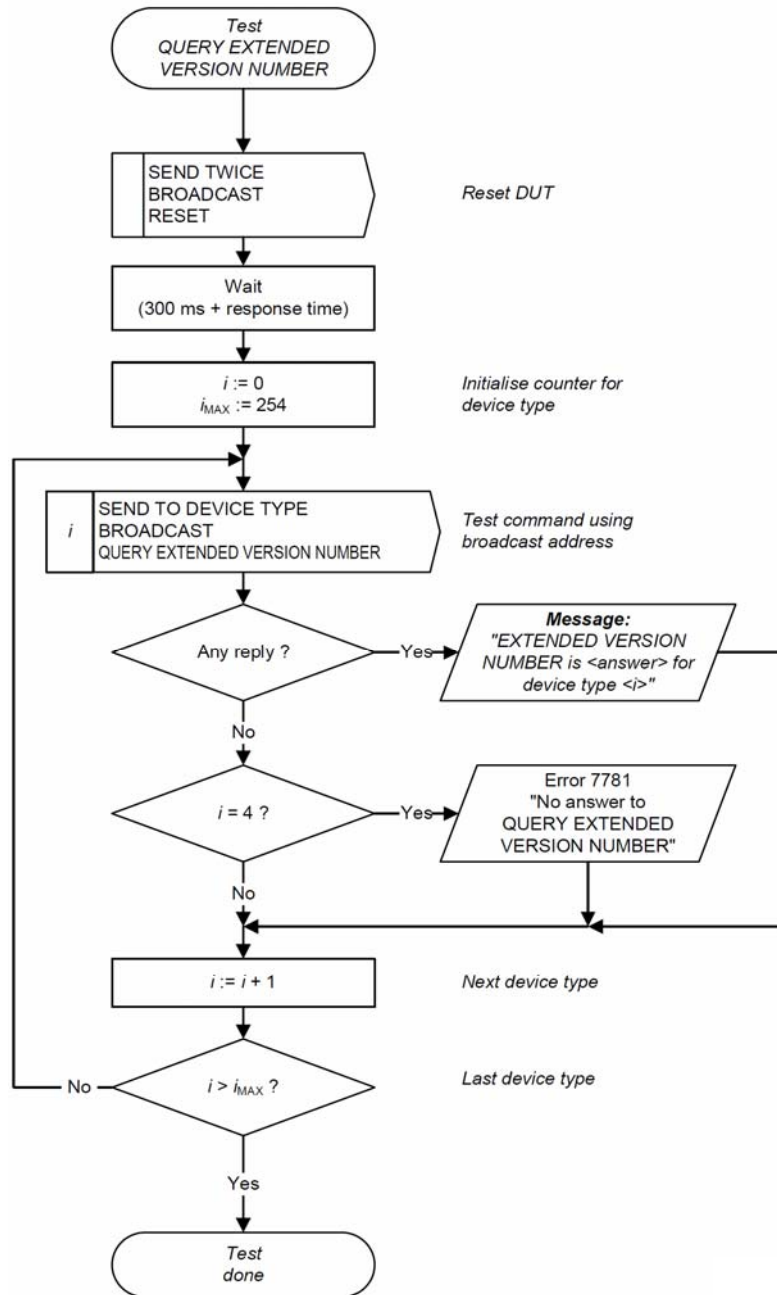 Test
QUERY EXTENDED
VERSION NUMBER
SEND TWICE
BROADCAST
RESET
Reset DUT
Wait
(300 ms + response time)
i := 0
iMAX := 254
Initialise counter for
device type
i
SEND TO DEVICE TYPE
BROADCAST
QUERY EXTENDED VERSION NUMBER
Test command using
broadcast address
Any reply ?
Yes
Message:
"EXTENDED VERSION
NUMBER is <answer> for
device type <i>"
No
i = 4 ?
Yes
Error 7781
"No answer to
QUERY EXTENDED
VERSION NUMBER"
No
i := i + 1
Next device type
No
i > iMAX ?
Last device type
Yes
Test
done